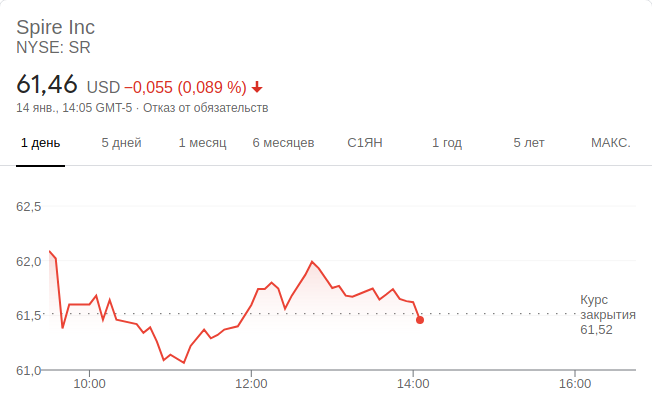 Spire Inc
NYSE: SR
61,46 USD −0,055 (0,089 %)
14 янв., 14:05 GMT-5 · Отказ от обязательств
1 день 5 дней 1 месяц 6 месяцев С1ЯН 1 год 5 лет МАКС.
62,5
62,0
61,5
61,0
Курс
закрытия
61,52
10:00 12:00 14:00 16:00